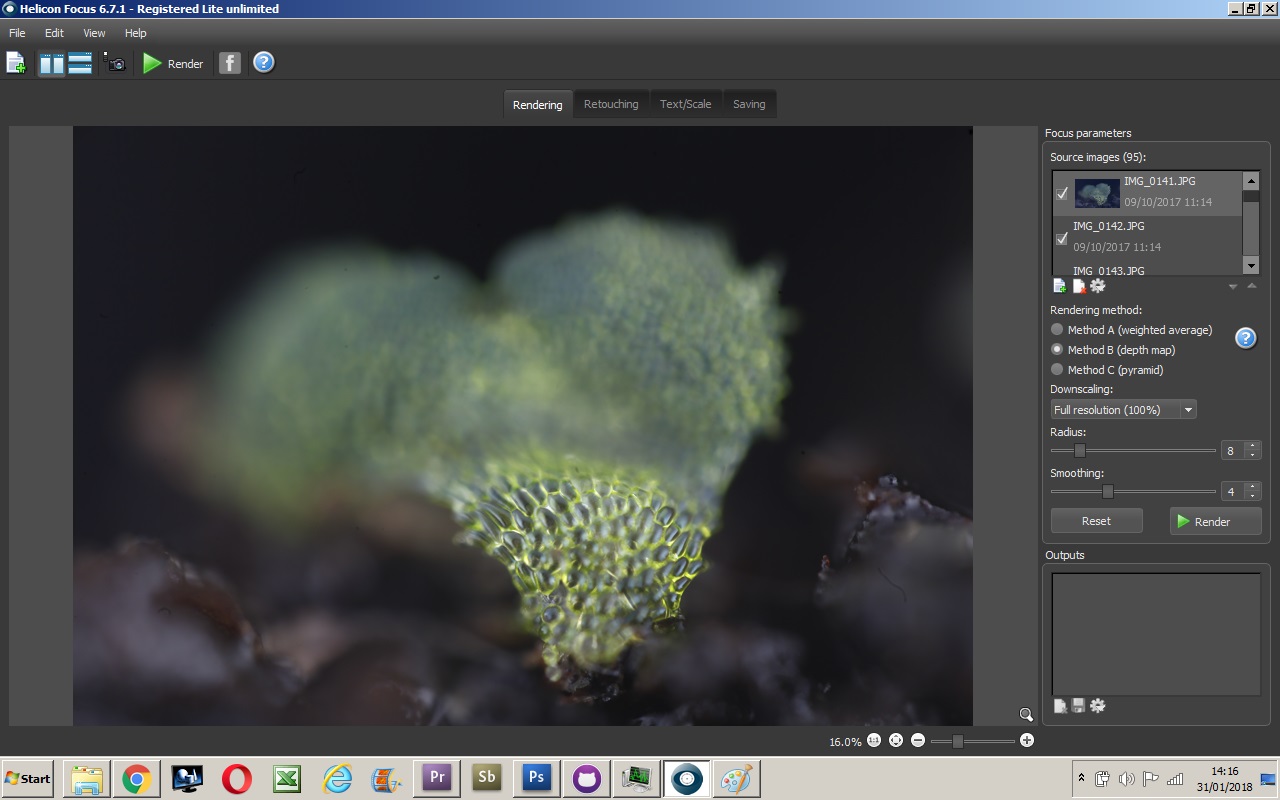 Helicon Focus 6.7.1 - Registered Lite unlimited
File Edit View Help
Render f ?
Rendering Retouching Text/Scale Saving
Focus parameters
Source images (95):
IMG_0141.JPG
09/10/2017 11:14
IMG_0142.JPG
09/10/2017 11:14
IMG_0143.JPG
Rendering method:
Method A (weighted average)
?
Method B (depth map)
Method C (pyramid)
Downscaling:
Full resolution (100%)
Radius:
8
Smoothing:
4
Reset Render
Outputs
16.0% 1:1
Start Pr Sb Ps
14:16
31/01/2018